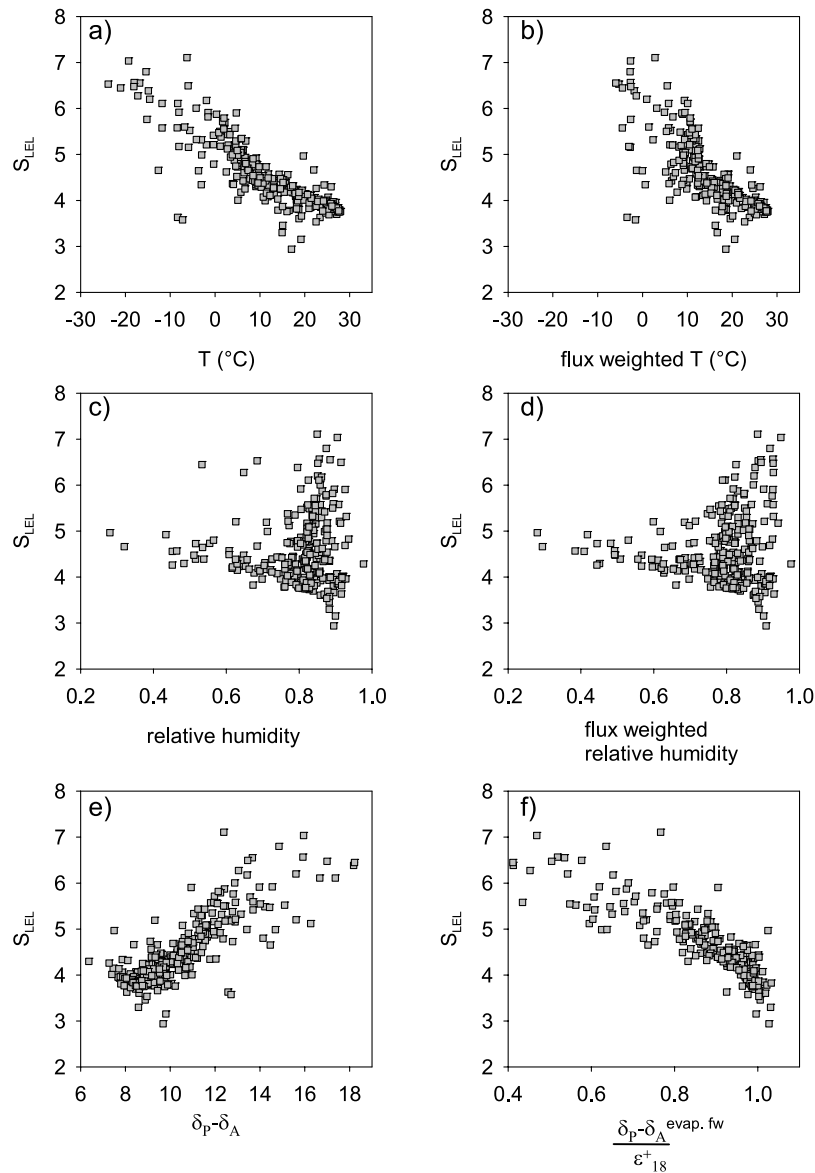 a)
8
7
6
5
4
3
2
S_LEL
-30 -20 -10 0 10 20 30
T (°C)
b)
8
7
6
5
4
3
2
S_LEL
-30 -20 -10 0 10 20 30
flux weighted T (°C)
c)
8
7
6
5
4
3
2
S_LEL
0.2 0.4 0.6 0.8 1.0
relative humidity
d)
8
7
6
5
4
3
2
S_LEL
0.2 0.4 0.6 0.8 1.0
flux weighted
relative humidity
e)
8
7
6
5
4
3
2
S_LEL
6 8 10 12 14 16 18
δ_P-δ_A
f)
8
7
6
5
4
3
2
S_LEL
0.4 0.6 0.8 1.0
δ_P-δ_A^evap. fw
ε^+_18